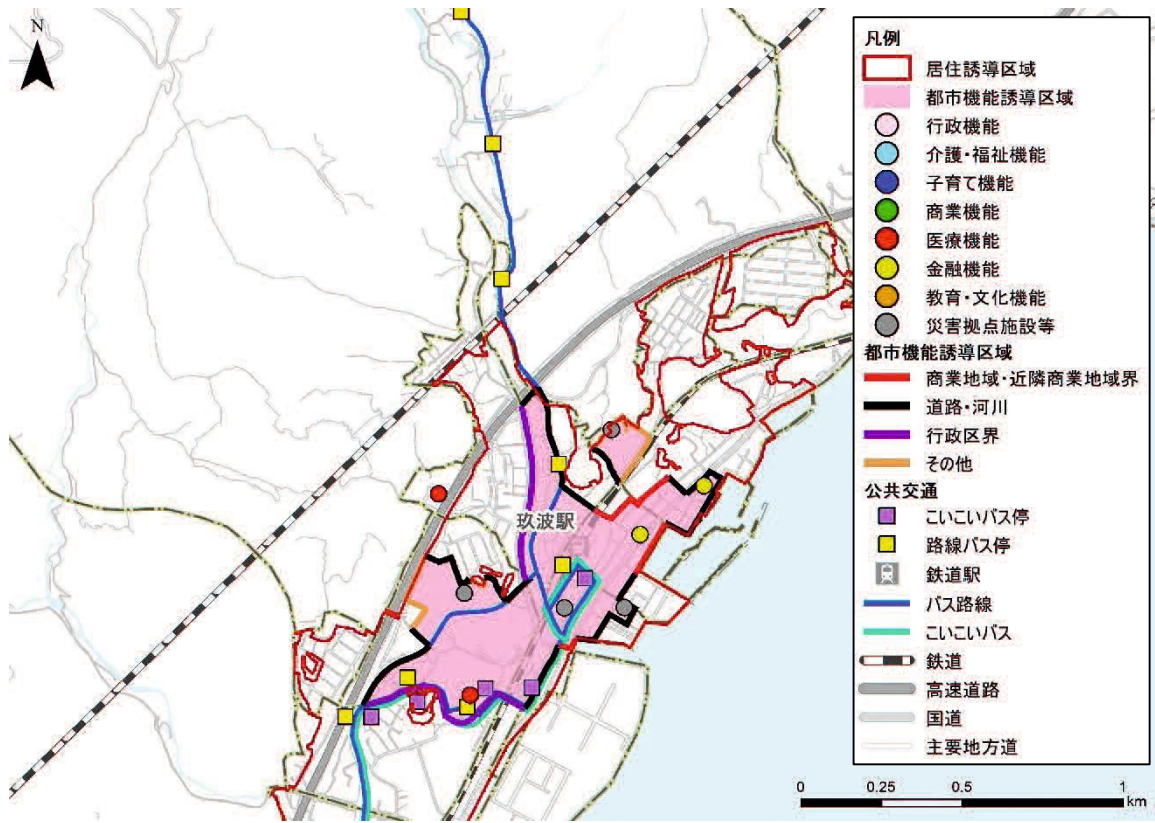 N
凡例
居住誘導区域
都市機能誘導区域
行政機能
介護・福祉機能
子育て機能
商業機能
医療機能
金融機能
教育・文化機能
災害拠点施設等
都市機能誘導区域
商業地域・近隣商業地域界
道路・河川
行政区界
その他
公共交通
こいこいバス停
路線バス停
鉄道駅
バス路線
こいこいバス
鉄道
高速道路
国道
主要地方道
玖波駅
0 0.25 0.5 1
km